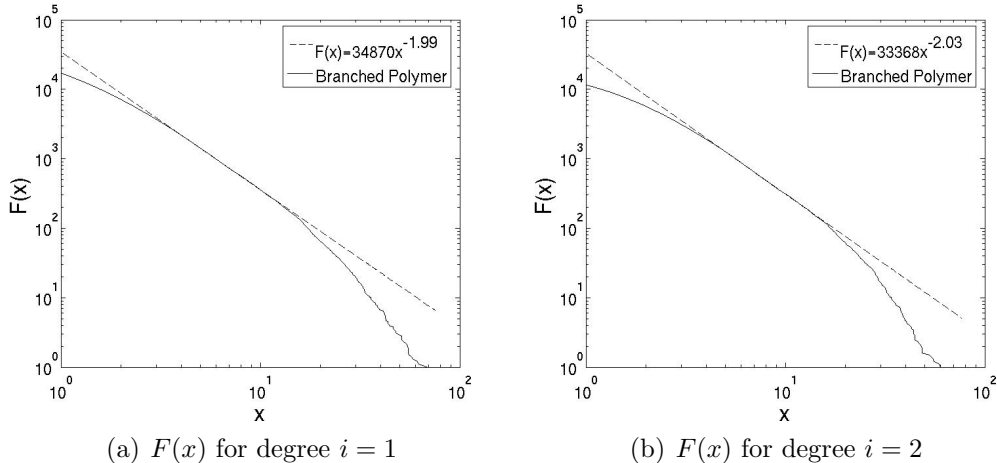 10^5
10^4
10^3
10^2
10^1
10^0
F(x)
F(x)=34870x^-1.99
Branched Polymer
10^0
10^1
10^2
x
(a) F(x) for degree i = 1
10^5
10^4
10^3
10^2
10^1
10^0
F(x)
F(x)=33368x^-2.03
Branched Polymer
10^0
10^1
10^2
x
(b) F(x) for degree i = 2